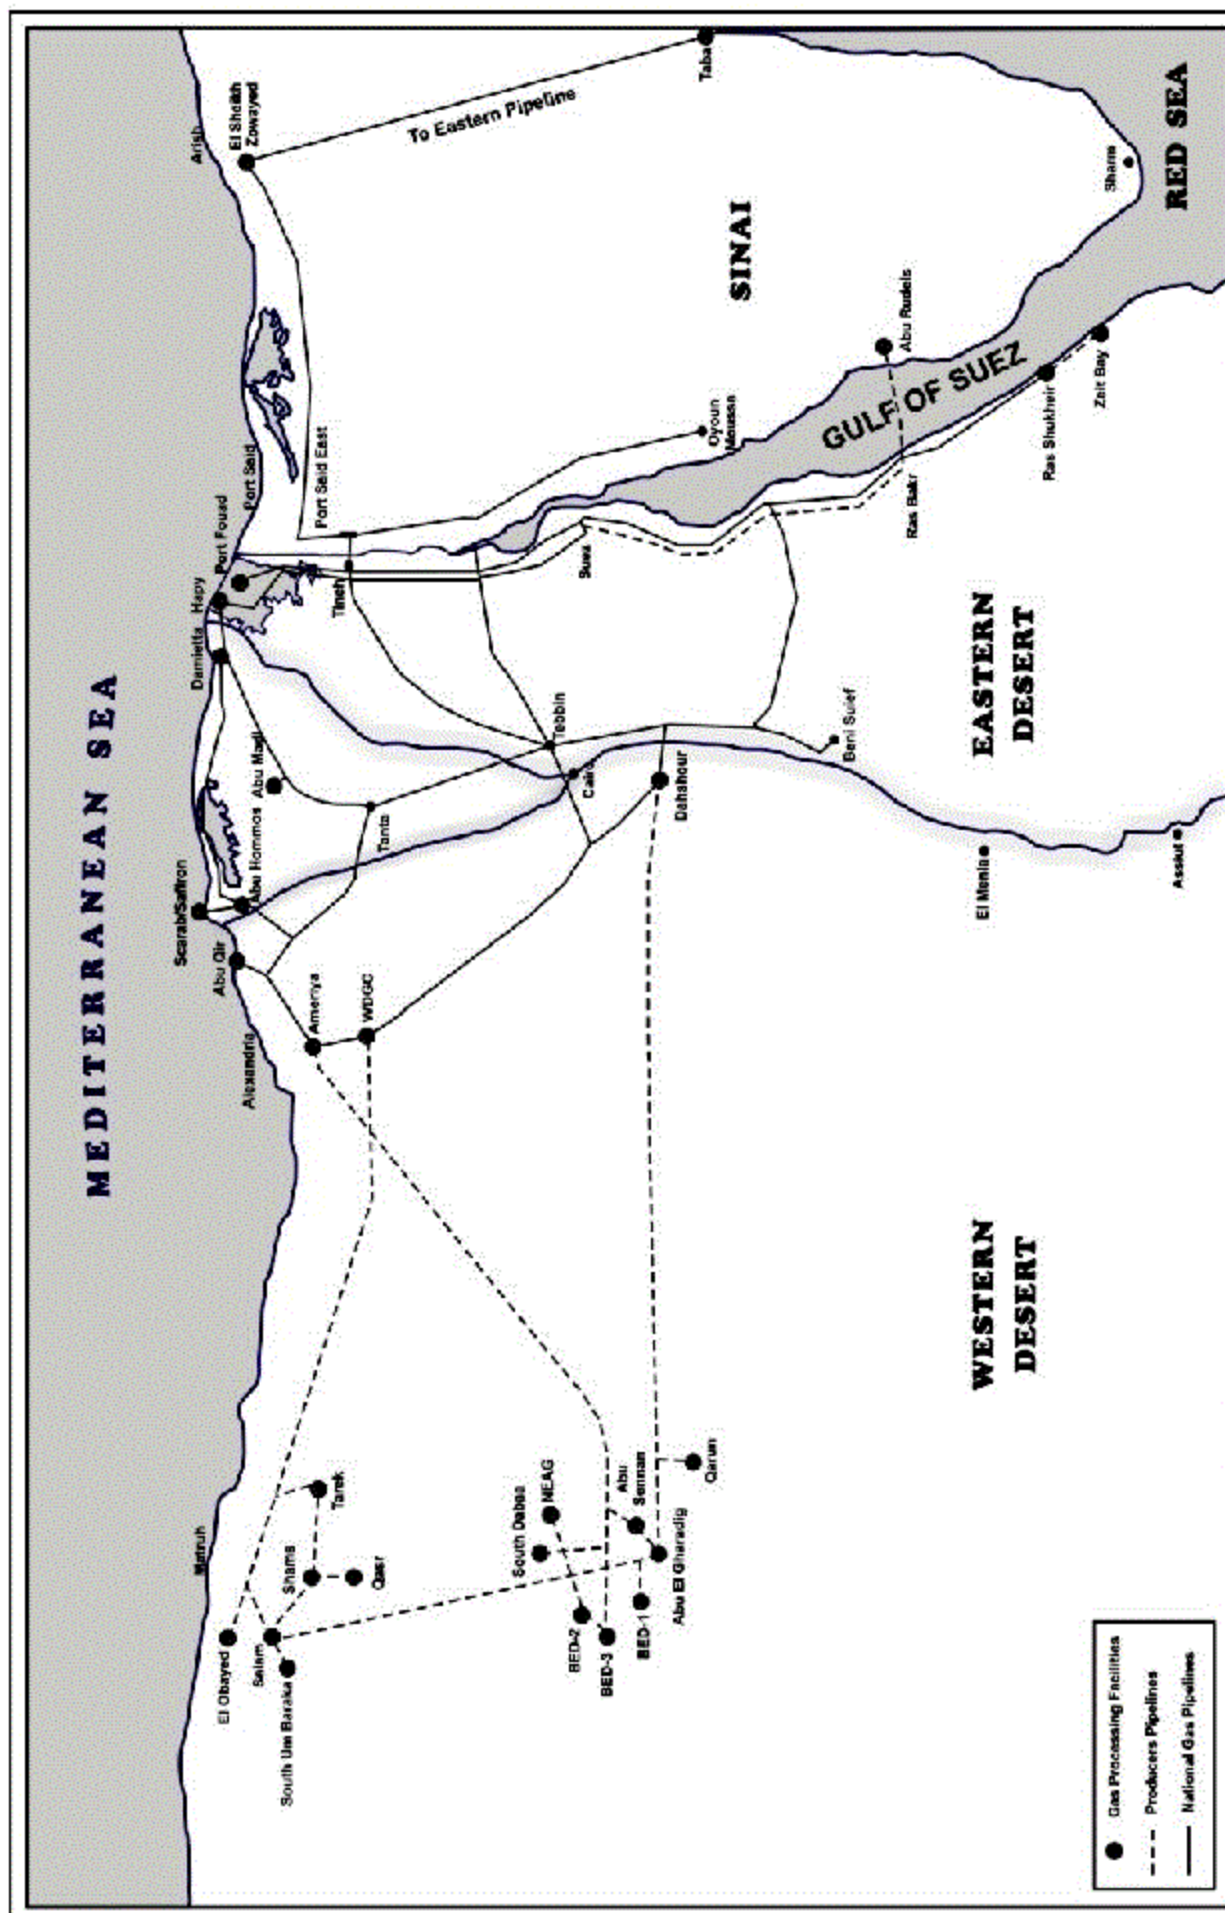 MEDITERRANEAN SEA
Matruh
Alexandria
Abu Qir
Scarab/Saffron
Abu Hommos
Abu Madi
Damietta
Hapy
Port Fouad
Port Said
Port Said East
Arish
El Sheikh
Zowayed
To Eastern Pipeline
Taba
El Obayed
Salam
South Um Baraka
Shams
Qasr
Tarek
Ameriya
WDGC
Tanta
Tineh
South Dabaa
NEAG
BED-2
BED-3
BED-1
Abu
Sennan
Abu El Gharadig
Qarun
Dahshour
Cairo
Tebbin
Suez
Oyoun
Moussa
SINAI
Beni Suief
Ras Bakr
GULF OF SUEZ
Abu Rudeis
Ras Shukheir
Zeit Bay
Sharm
RED SEA
WESTERN
DESERT
EASTERN
DESERT
El Menia
Assiut
Gas Processing Facilities
Producers Pipelines
National Gas Pipelines